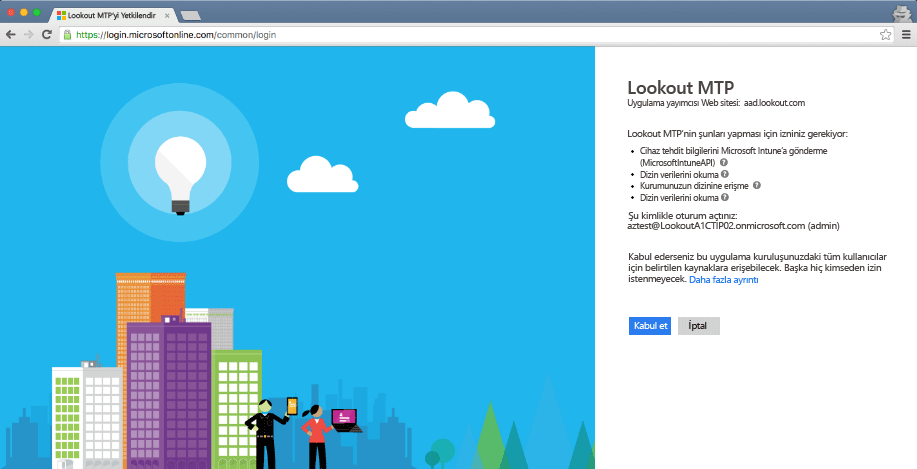 Lookout MTP'yi Yetkilendir
https://login.microsoftonline.com/common/login
Lookout MTP
Uygulama yayımcısı Web sitesi: aad.lookout.com
Lookout MTP'nin şunları yapması için izniniz gerekiyor:
• Cihaz tehdit bilgilerini Microsoft Intune'a gönderme
(MicrosoftIntuneAPI) ?
• Dizin verilerini okuma ?
• Kurumunuzun dizinine erişme ?
• Dizin verilerini okuma ?
Şu kimlikle oturum açtınız:
aztest@LookoutA1CTIP02.onmicrosoft.com (admin)
Kabul ederseniz bu uygulama kuruluşunuzdaki tüm kullanıcılar
için belirtilen kaynaklara erişebilecek. Başka hiç kimseden izin
istenmeyecek. Daha fazla ayrıntı
Kabul et
İptal